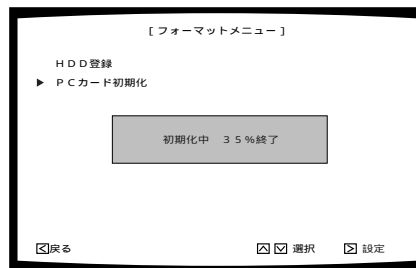 [フォーマットメニュー]
HDD登録
▶ PCカード初期化
初期化中 35%終了
<戻る ∧∨ 選択 > 設定